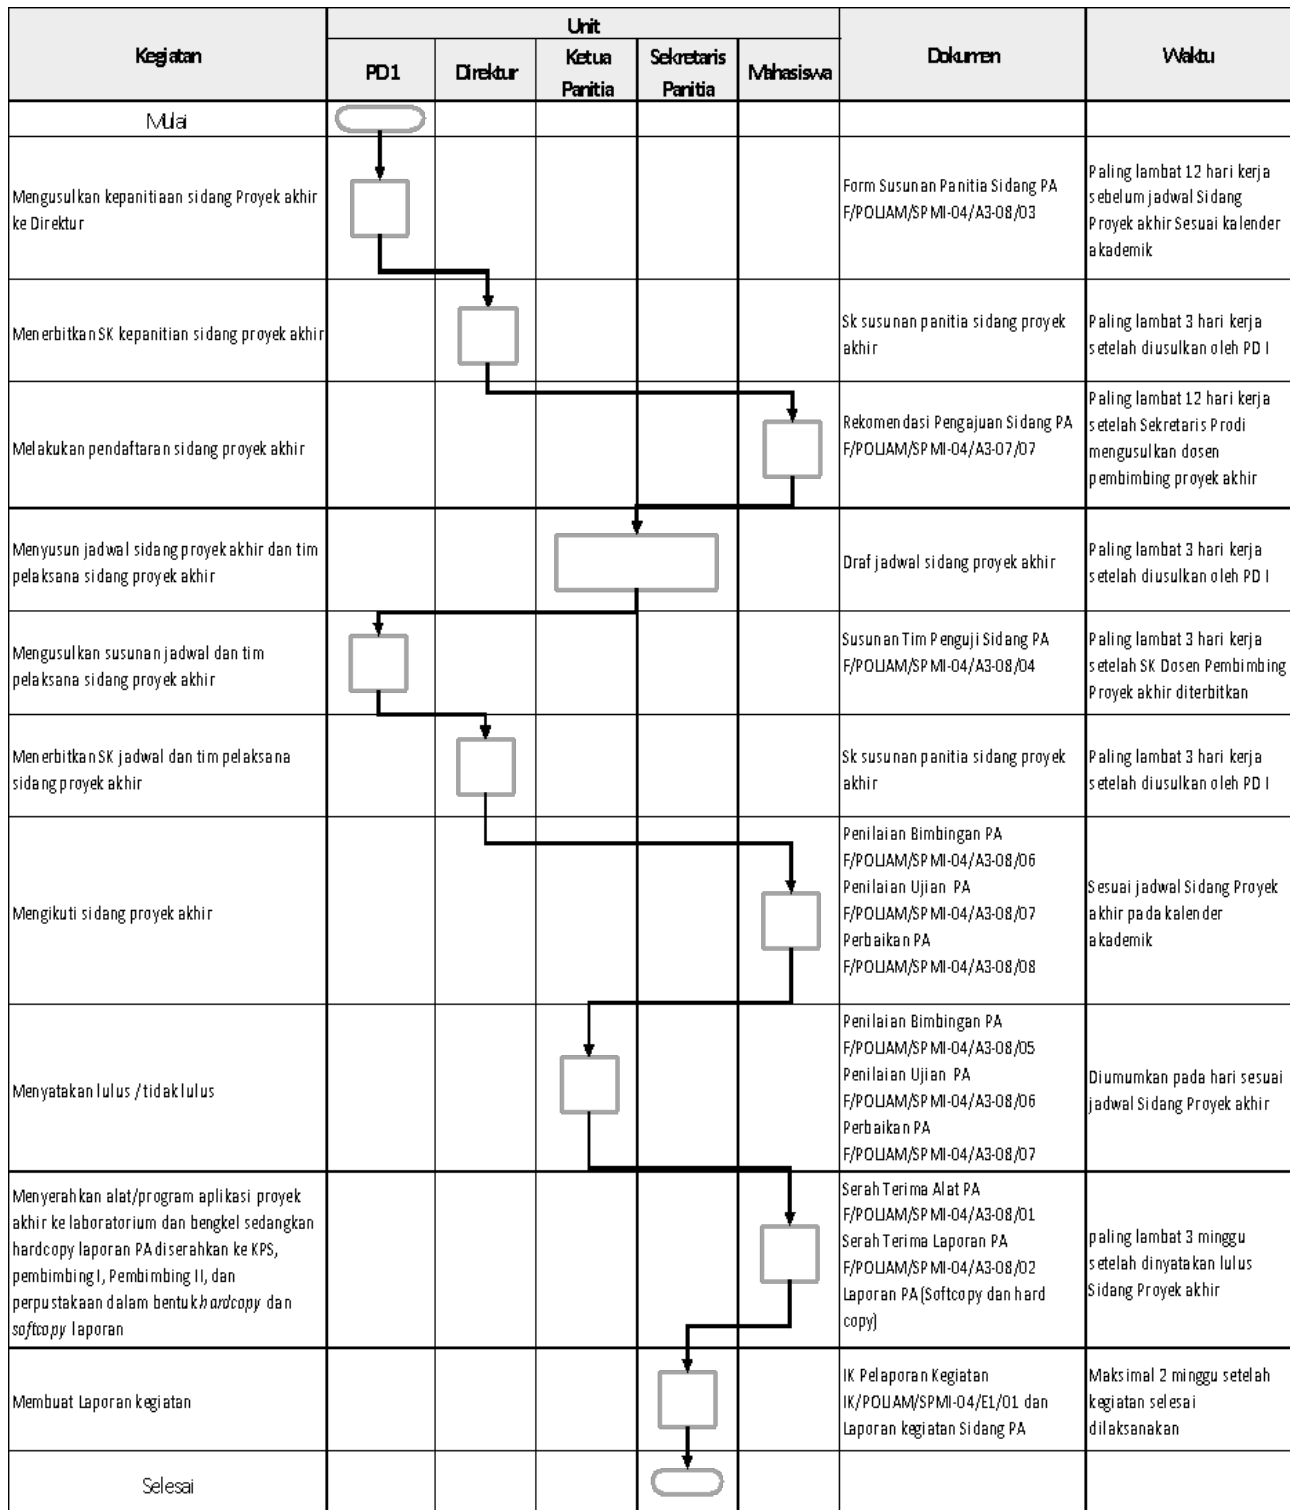 Kegiatan
Unit
Dokumen
Waktu
PD1
Direktur
Ketua
Panitia
Sekretaris
Panitia
Mahasiswa
Mulai
Mengusulkan kepanitiaan sidang Proyek akhir
ke Direktur
Form Susunan Panitia Sidang PA
F/POLJAM/SPMI-04/A3-08/03
Paling lambat 12 hari kerja
sebelum jadwal Sidang
Proyek akhir Sesuai kalender
akademik
Menerbitkan SK kepanitian sidang proyek akhir
Sk susunan panitia sidang proyek
akhir
Paling lambat 3 hari kerja
setelah diusulkan oleh PD I
Melakukan pendaftaran sidang proyek akhir
Rekomendasi Pengajuan Sidang PA
F/POLJAM/SPMI-04/A3-07/07
Paling lambat 12 hari kerja
setelah Sekretaris Prodi
mengusulkan dosen
pembimbing proyek akhir
Menyusun jadwal sidang proyek akhir dan tim
pelaksana sidang proyek akhir
Draf jadwal sidang proyek akhir
Paling lambat 3 hari kerja
setelah diusulkan oleh PD I
Mengusulkan susunan jadwal dan tim
pelaksana sidang proyek akhir
Susunan Tim Penguji Sidang PA
F/POLJAM/SPMI-04/A3-08/04
Paling lambat 3 hari kerja
setelah SK Dosen Pembimbing
Proyek akhir diterbitkan
Menerbitkan SK jadwal dan tim pelaksana
sidang proyek akhir
Sk susunan panitia sidang proyek
akhir
Paling lambat 3 hari kerja
setelah diusulkan oleh PD I
Mengikuti sidang proyek akhir
Penilaian Bimbingan PA
F/POLJAM/SPMI-04/A3-08/06
Penilaian Ujian PA
F/POLJAM/SPMI-04/A3-08/07
Perbaikan PA
F/POLJAM/SPMI-04/A3-08/08
Sesuai jadwal Sidang Proyek
akhir pada kalender
akademik
Menyatakan lulus / tidak lulus
Penilaian Bimbingan PA
F/POLJAM/SPMI-04/A3-08/05
Penilaian Ujian PA
F/POLJAM/SPMI-04/A3-08/06
Perbaikan PA
F/POLJAM/SPMI-04/A3-08/07
Diumumkan pada hari sesuai
jadwal Sidang Proyek akhir
Menyerahkan alat/program aplikasi proyek
akhir ke laboratorium dan bengkel sedangkan
hardcopy laporan PA diserahkan ke KPS,
pembimbing I, Pembimbing II, dan
perpustakaan dalam bentuk hardcopy dan
softcopy laporan
Serah Terima Alat PA
F/POLJAM/SPMI-04/A3-08/01
Serah Terima Laporan PA
F/POLJAM/SPMI-04/A3-08/02
Laporan PA (Softcopy dan hard
copy)
paling lambat 3 minggu
setelah dinyatakan lulus
Sidang Proyek akhir
Membuat Laporan kegiatan
IK Pelaporan Kegiatan
IK/POLJAM/SPMI-04/E1/01 dan
Laporan kegiatan Sidang PA
Maksimal 2 minggu setelah
kegiatan selesai
dilaksanakan
Selesai